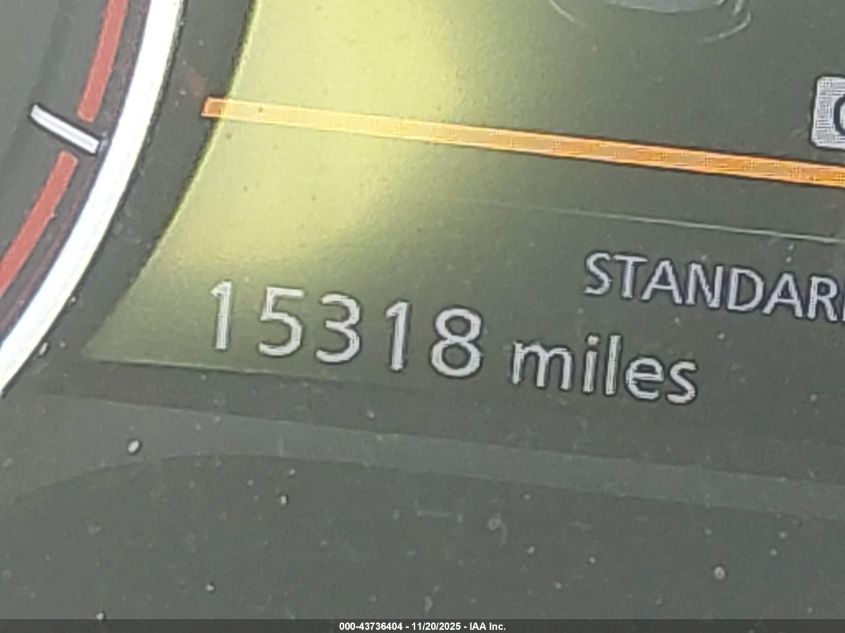 STANDAR
15318 miles
000-43736404 - 11/20/2025 - IAA Inc.